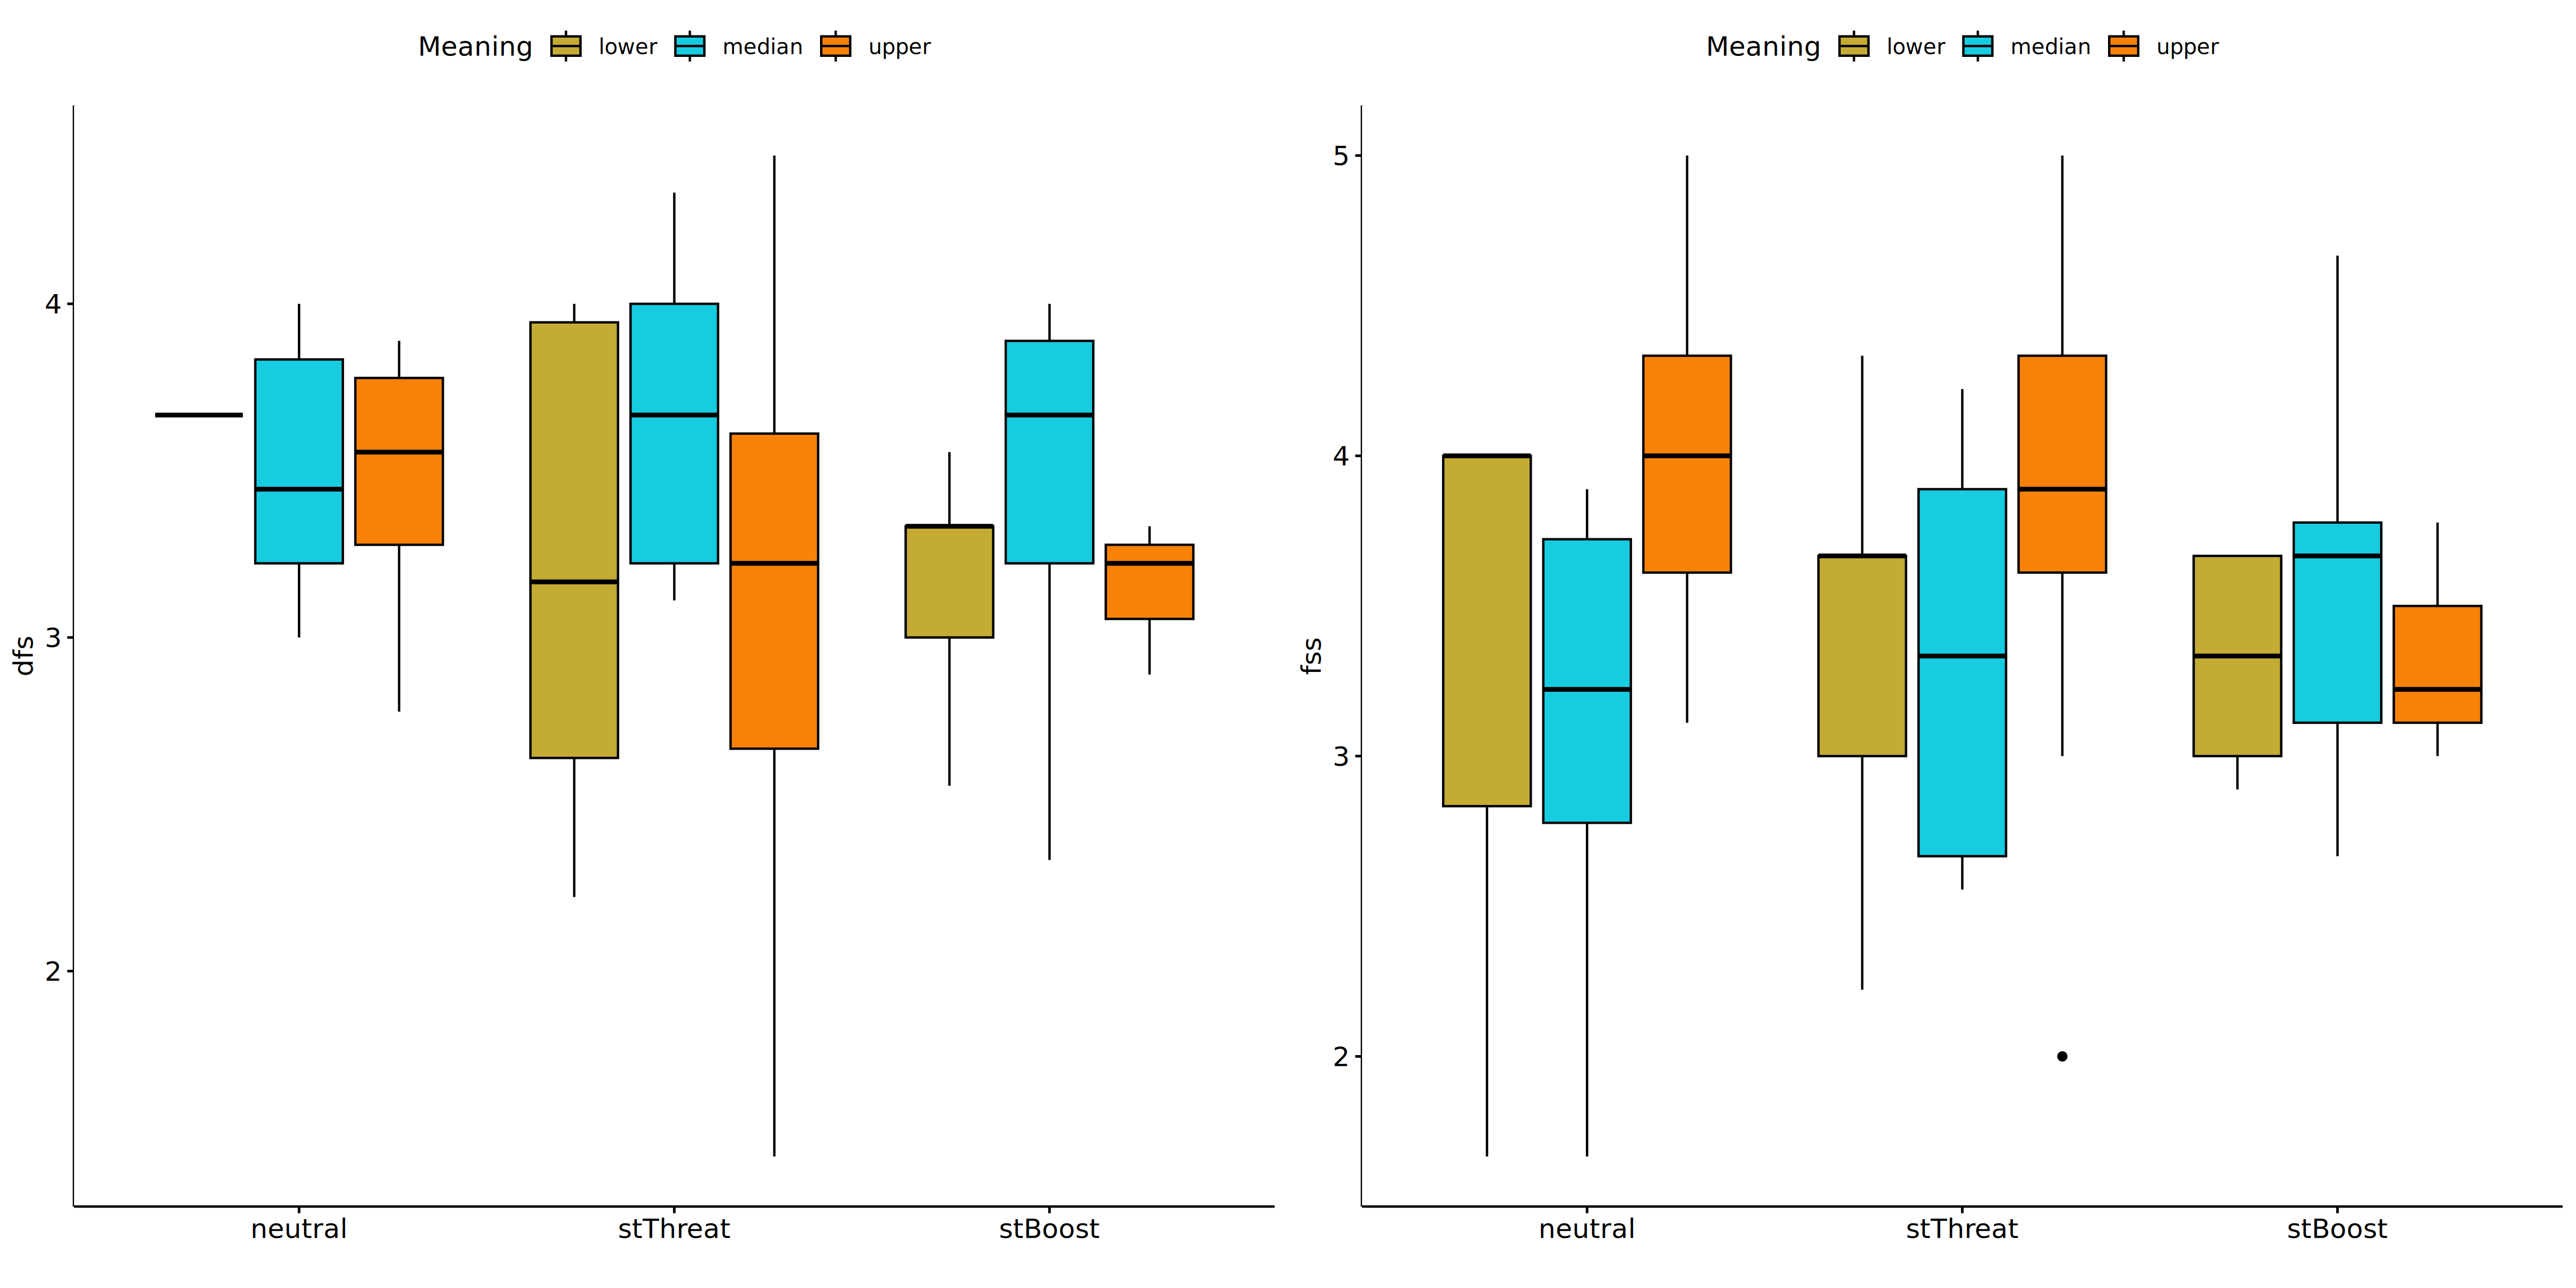 Meaning lower median upper
dfs
4
3
2
neutral stThreat stBoost
Meaning lower median upper
fss
5
4
3
2
neutral stThreat stBoost